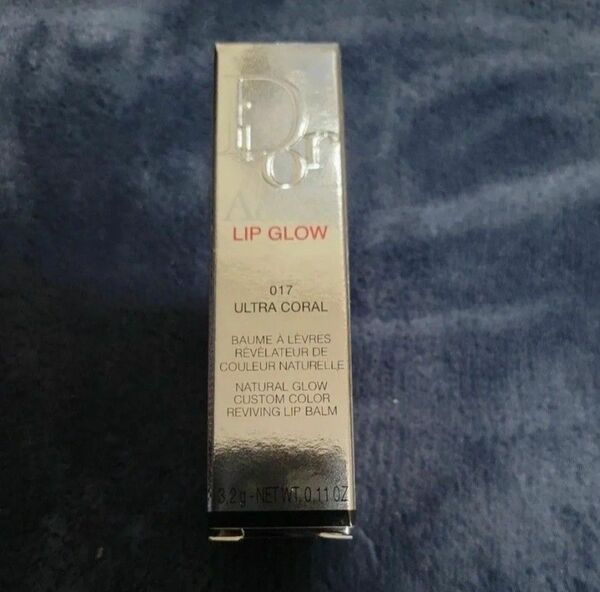 Dior
LIP GLOW
017
ULTRA CORAL
BAUME À LÈVRES
RÉVÉLATEUR DE
COULEUR NATURELLE
NATURAL GLOW
CUSTOM COLOR
REVIVING LIP BALM
3,2 g - NET WT. 0.11 OZ